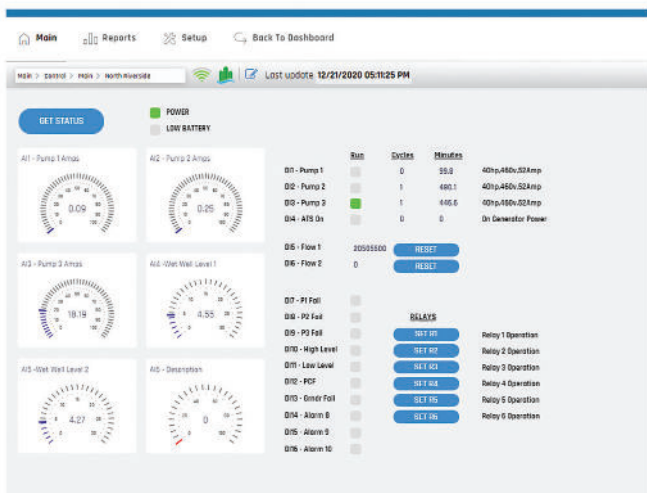 Main Reports Setup Back To Dashboard
Main > Control > Main > North Riverside Last update 12/21/2020 05:11:25 PM
GET STATUS
POWER
LOW BATTERY
AI1 - Pump 1 Amps
0.09
AI2 - Pump 2 Amps
0.25
AI3 - Pump 3 Amps
18.19
AI4 -Wet Well Level 1
4.55
AI5 -Wet Well Level 2
4.27
AI6 - Description
0
Run Cycles Minutes
DI1 - Pump 1 0 59.8 40hp,460v,52Amp
DI2 - Pump 2 1 480.1 40hp,460v,52Amp
DI3 - Pump 3 1 446.6 40hp,460v,52Amp
DI4 - ATS On 0 0 On Generator Power
DI5 - Flow 1 20505500 RESET
DI6 - Flow 2 0 RESET
DI7 - P1 Fail
DI8 - P2 Fail RELAYS
DI9 - P3 Fail SET R1 Relay 1 Operation
DI10 - High Level SET R2 Relay 2 Operation
DI11 - Low Level SET R3 Relay 3 Operation
DI12 - PCF SET R4 Relay 4 Operation
DI13 - Grndr Fail SET R5 Relay 5 Operation
DI14 - Alarm 8 SET R6 Relay 6 Operation
DI15 - Alarm 9
DI16 - Alarm 10